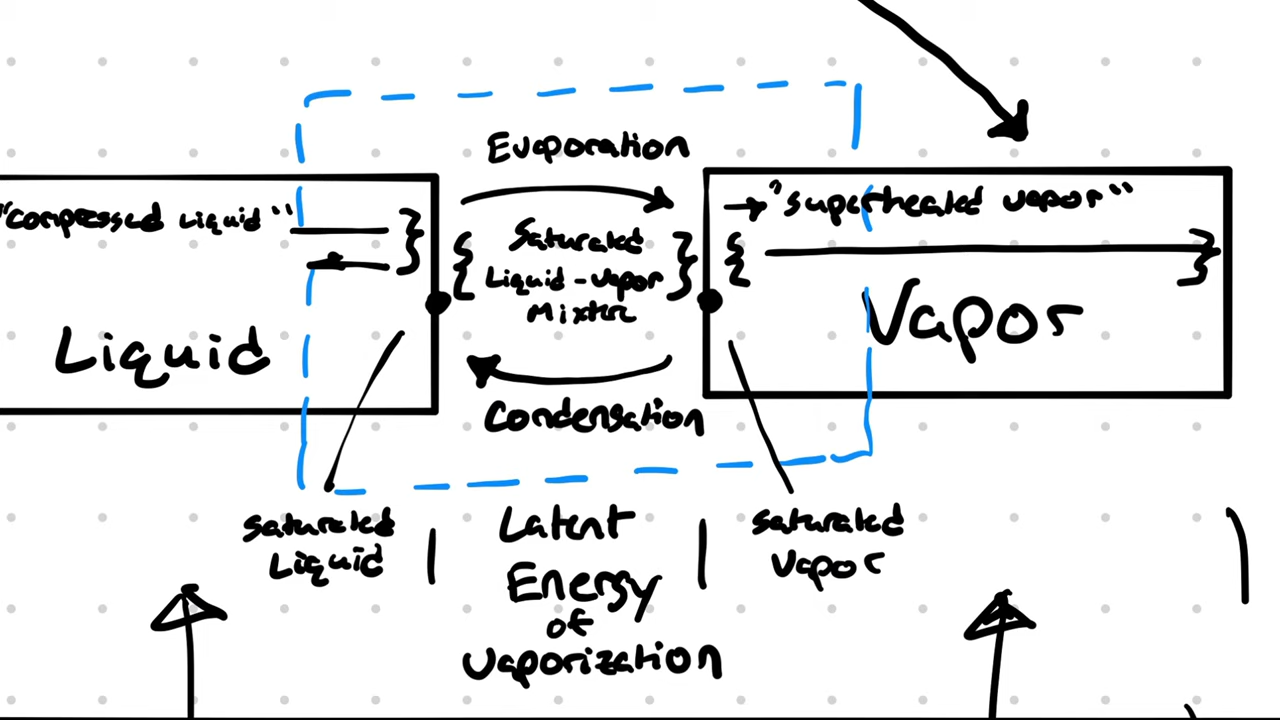 Evaporation
"compressed Liquid"
Saturated
Liquid-Vapor
Mixture
"superheated vapor"
Liquid
Vapor
Condensation
Saturated
Liquid
Latent
Energy
of
Vaporization
Saturated
Vapor